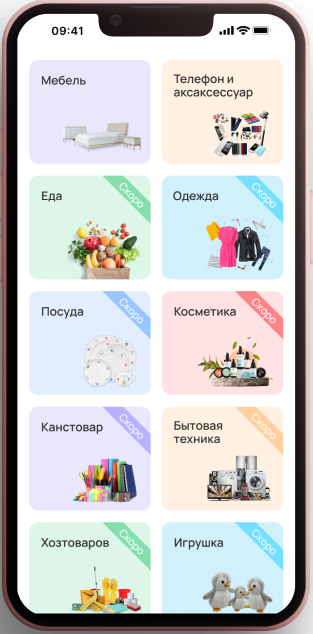 09:41
Мебель
Телефон и
аксаксессуар
Еда
Скоро
Одежда
Скоро
Посуда
Скоро
Косметика
Скоро
Канстовар
Скоро
Бытовая
техника
Скоро
Хозтоваров
Скоро
Игрушка
Скоро